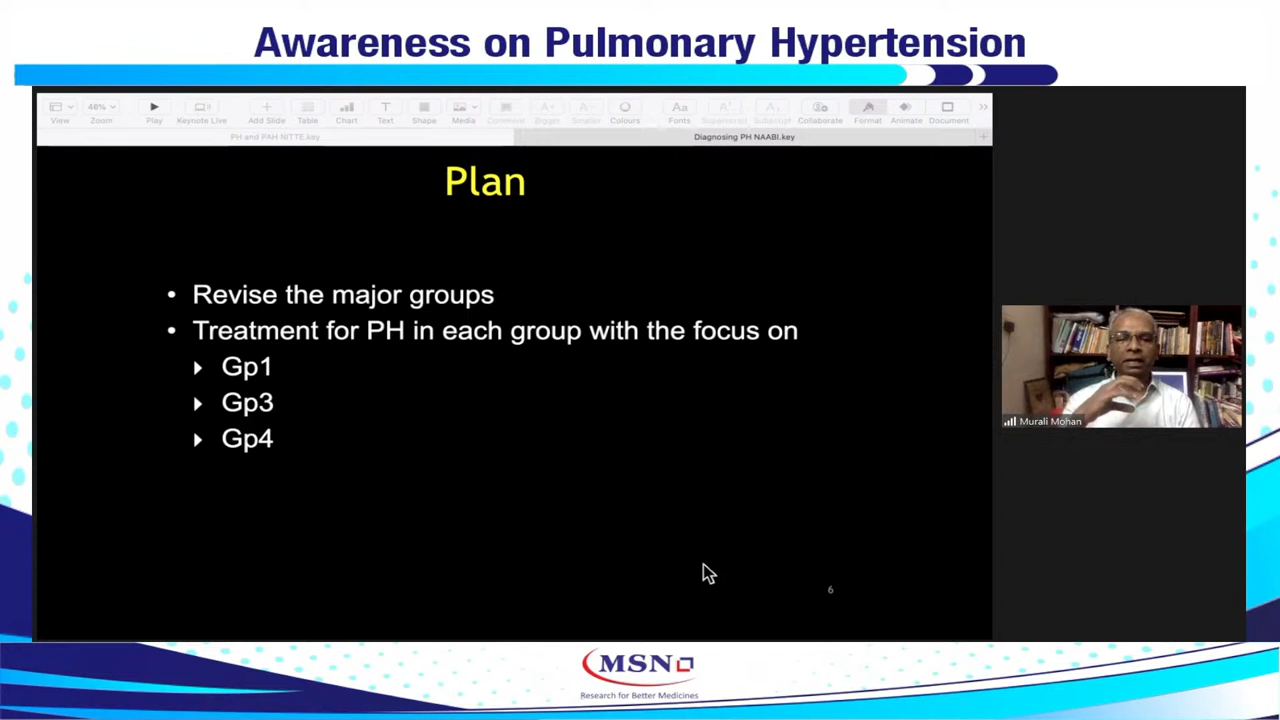 Awareness on Pulmonary Hypertension
46%
View Zoom Play Keynote Live Add Slide Table Chart Text Shape Media Comment Bigger Smaller Colours Fonts Superscript Subscript Collaborate Format Animate Document
PH and PAH NITTE.key
Diagnosing PH NAABI.key
Plan
• Revise the major groups
• Treatment for PH in each group with the focus on
Gp1
Gp3
Gp4
6
Murali Mohan
MSN
Research for Better Medicines